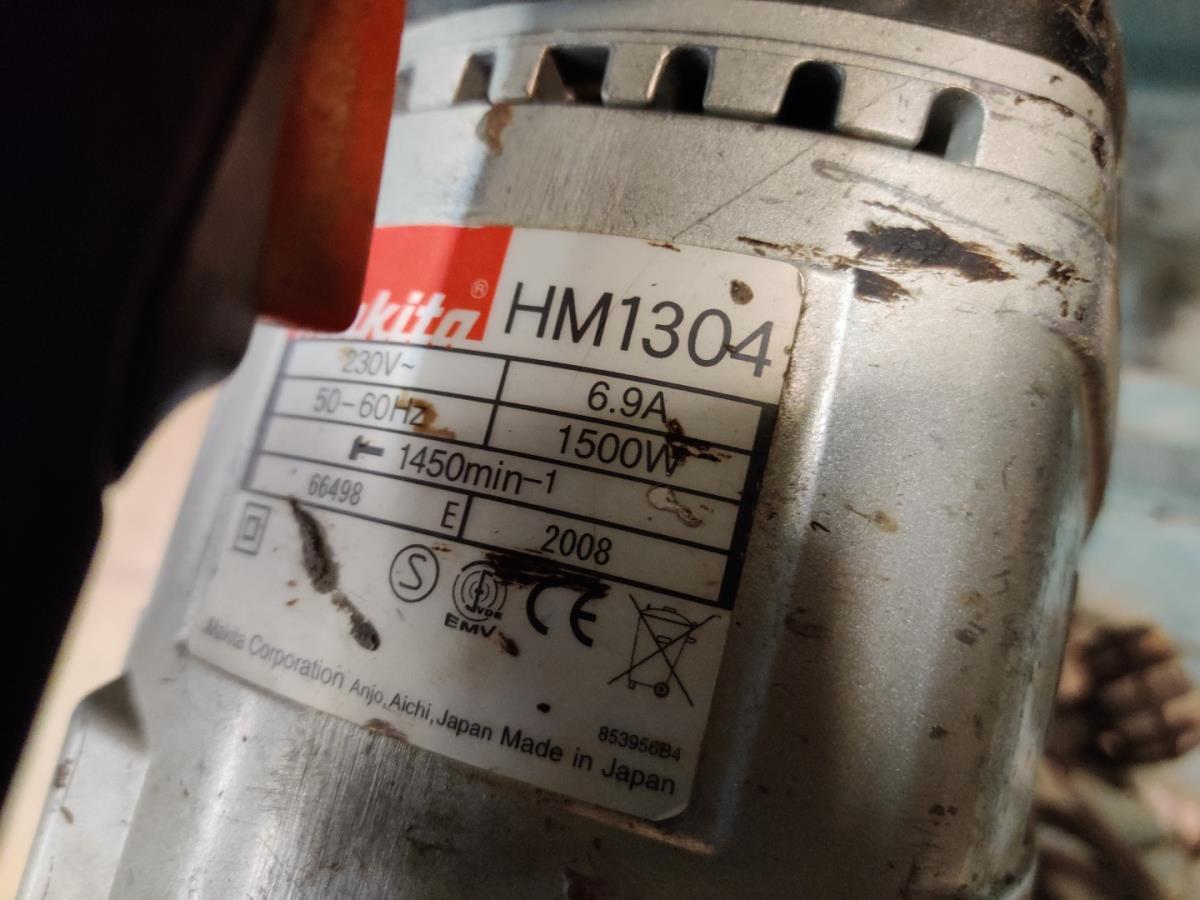 makita® HM1304
230V~ 6.9A
50-60Hz 1500W
1450min-1
66498 E 2008
S VDE EMV CE
Makita Corporation Anjo, Aichi, Japan Made in Japan
853956B4